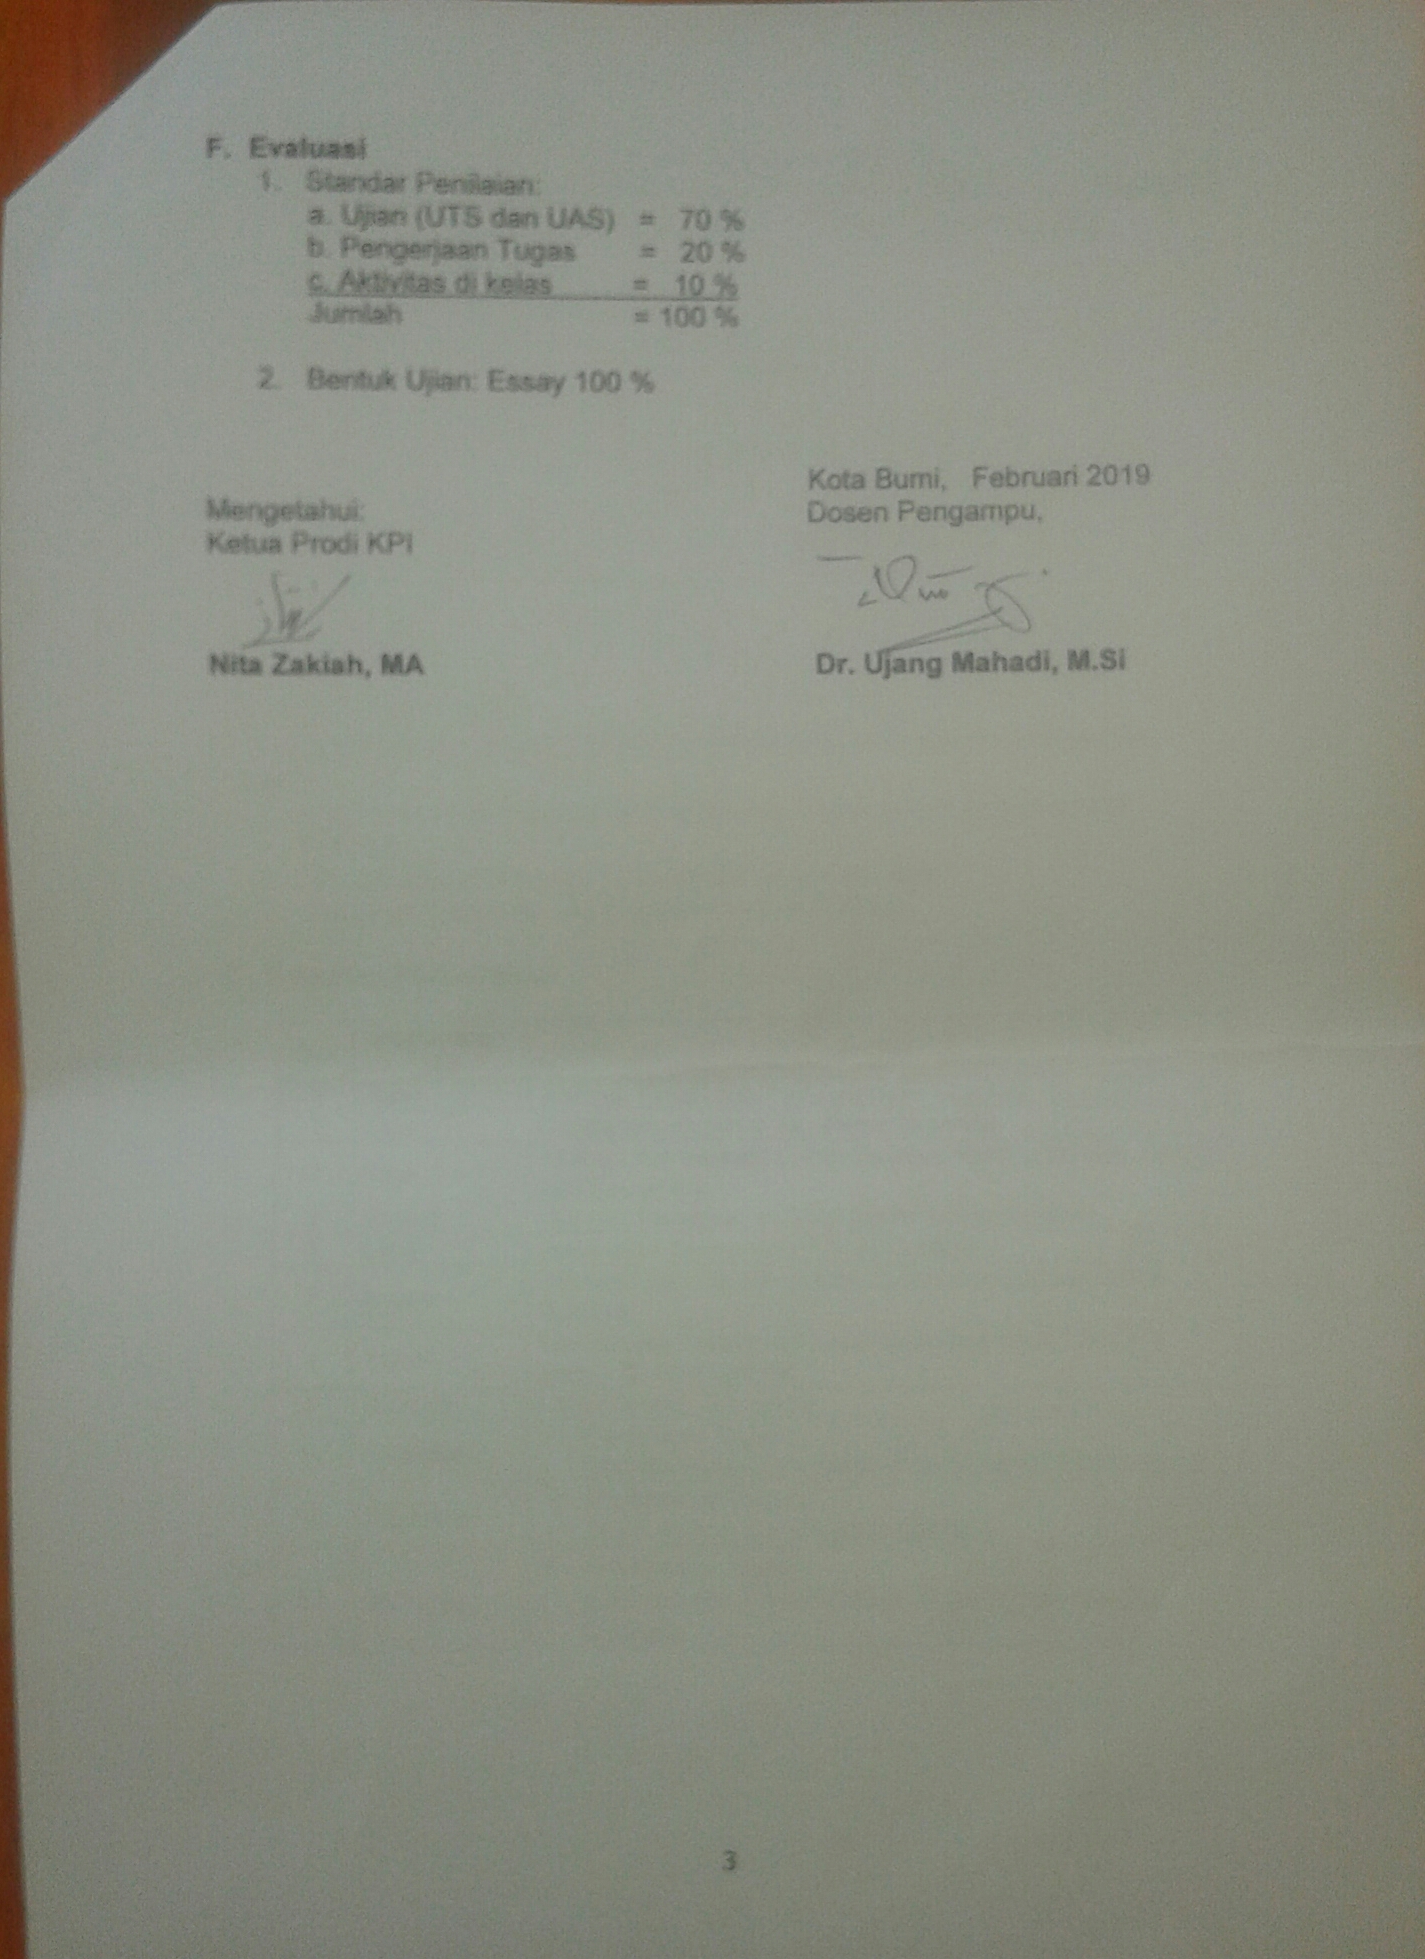 F. Evaluasi
1. Standar Penilaian:
a. Ujian (UTS dan UAS) = 70 %
b. Pengerjaan Tugas = 20 %
c. Aktivitas di kelas = 10 %
Jumlah = 100 %
2. Bentuk Ujian: Essay 100 %
Kota Bumi, Februari 2019
Mengetahui: Dosen Pengampu,
Ketua Prodi KPI
Nita Zakiah, MA Dr. Ujang Mahadi, M.Si
3